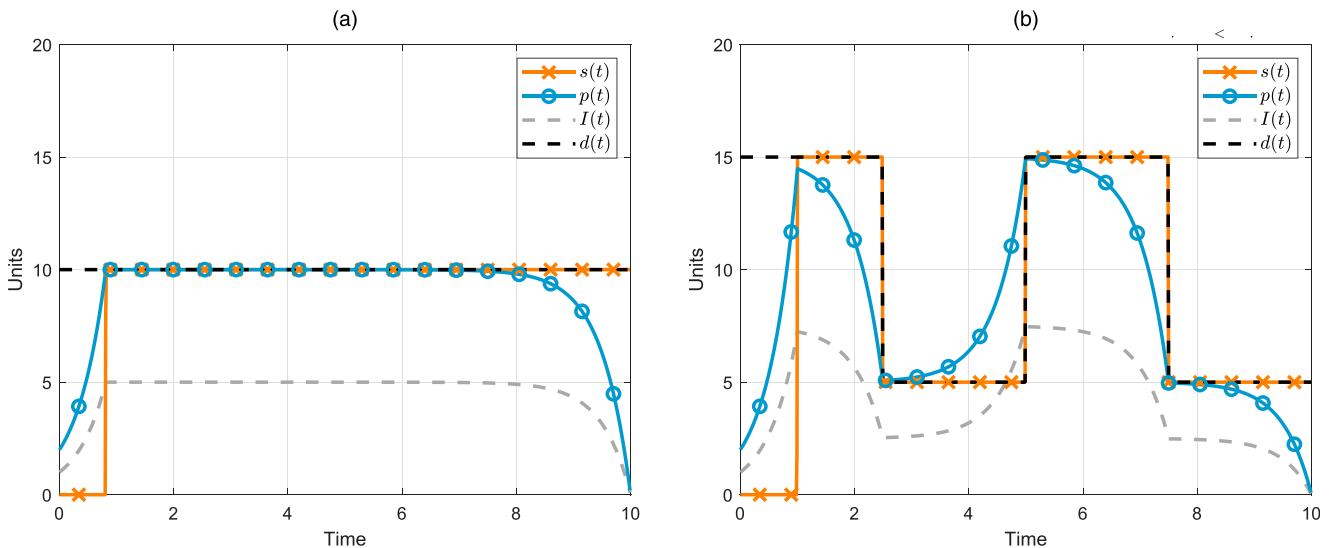 (a)
20
15
10
5
0
0 2 4 6 8 10
Units
Time
s(t)
p(t)
I(t)
d(t)
(b)
. < .
20
15
10
5
0
0 2 4 6 8 10
Units
Time
s(t)
p(t)
I(t)
d(t)